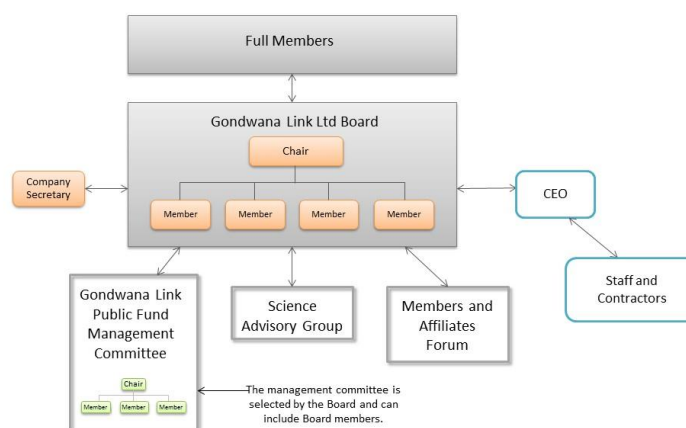 Full Members
Gondwana Link Ltd Board
Chair
Member Member Member Member
Company
Secretary
CEO
Staff and
Contractors
Gondwana Link
Public Fund
Management
Committee
Chair
Member Member Member
Science
Advisory Group
Members and
Affiliates
Forum
The management committee is
selected by the Board and can
include Board members.